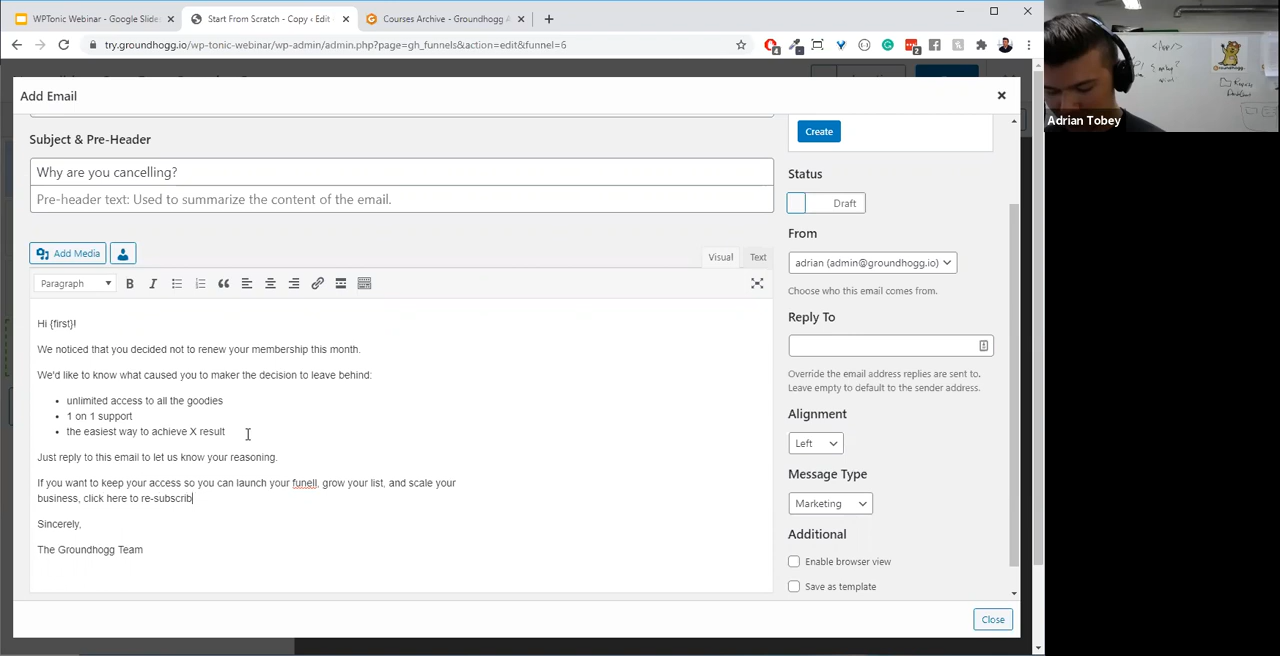 WPTonic Webinar - Google Slide
Start From Scratch - Copy ‹ Edit
Courses Archive - Groundhogg
try.groundhogg.io/wp-tonic-webinar/wp-admin/admin.php?page=gh_funnels&action=edit&funnel=6
Add Email
Subject & Pre-Header
Why are you cancelling?
Pre-header text: Used to summarize the content of the email.
Add Media
Visual
Text
Paragraph
B
I
Hi {first}!
We noticed that you decided not to renew your membership this month.
We'd like to know what caused you to maker the decision to leave behind:
unlimited access to all the goodies
1 on 1 support
the easiest way to achieve X result
Just reply to this email to let us know your reasoning.
If you want to keep your access so you can launch your funell, grow your list, and scale your
business, click here to re-subscrib
Sincerely,
The Groundhogg Team
Create
Status
Draft
From
adrian (admin@groundhogg.io)
Choose who this email comes from.
Reply To
Override the email address replies are sent to.
Leave empty to default to the sender address.
Alignment
Left
Message Type
Marketing
Additional
Enable browser view
Save as template
Close
Adrian Tobey